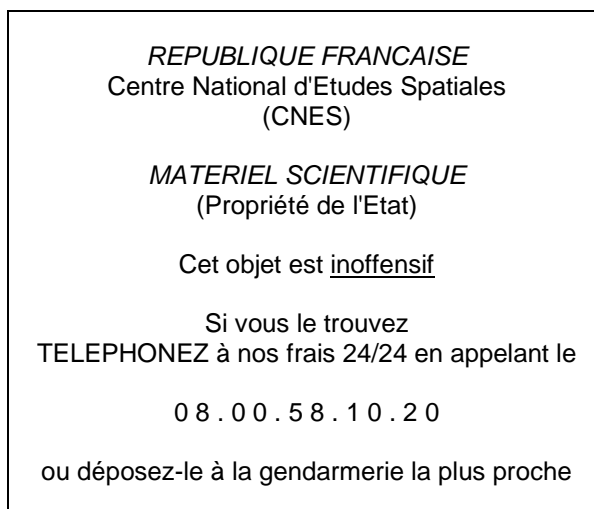 REPUBLIQUE FRANCAISE
Centre National d'Etudes Spatiales
(CNES)
MATERIEL SCIENTIFIQUE
(Propriété de l'Etat)
Cet objet est inoffensif
Si vous le trouvez
TELEPHONEZ à nos frais 24/24 en appelant le
0 8 . 0 0 . 5 8 . 1 0 . 2 0
ou déposez-le à la gendarmerie la plus proche